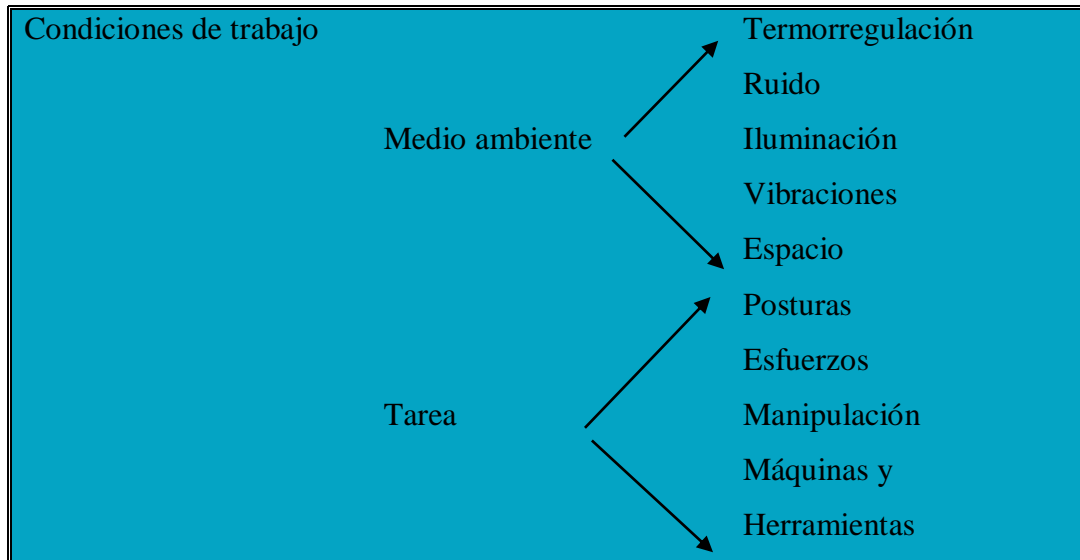 Condiciones de trabajo
Termorregulación
Ruido
Medio ambiente
Iluminación
Vibraciones
Espacio
Posturas
Esfuerzos
Tarea
Manipulación
Máquinas y
Herramientas